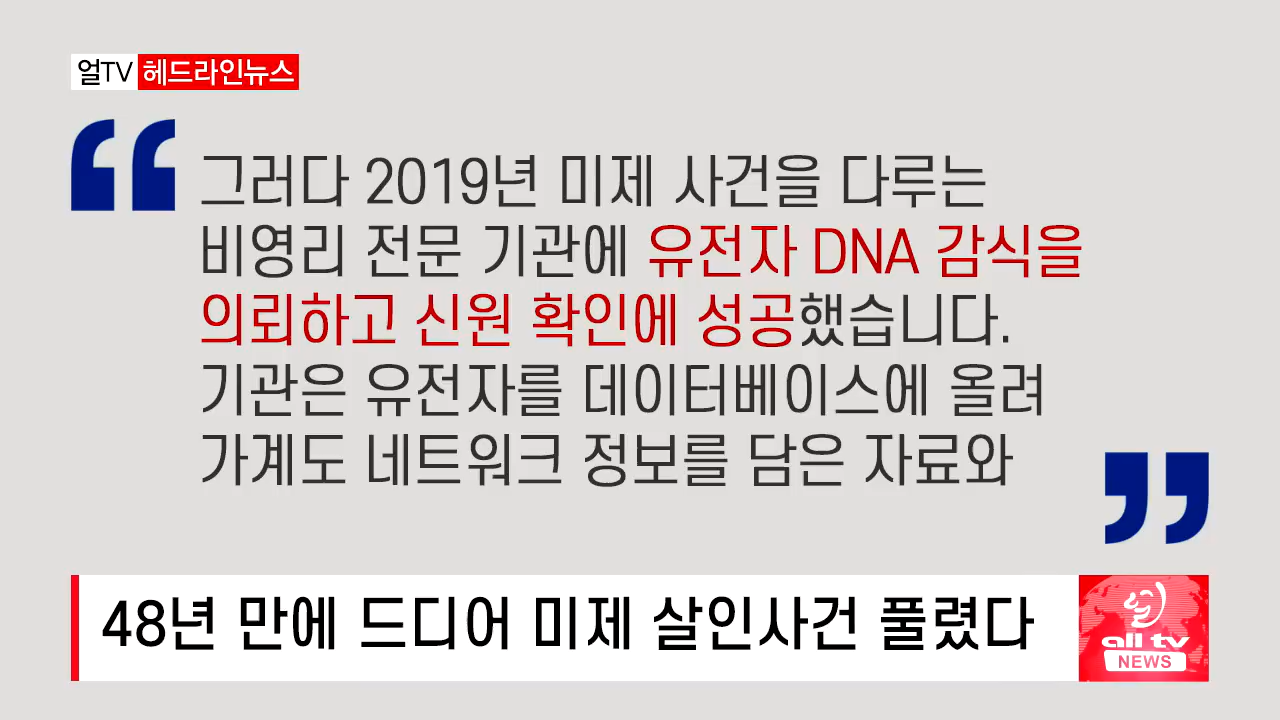 얼TV 헤드라인뉴스
그러다 2019년 미제 사건을 다루는
비영리 전문 기관에 유전자 DNA 감식을
의뢰하고 신원 확인에 성공했습니다.
기관은 유전자를 데이터베이스에 올려
가계도 네트워크 정보를 담은 자료와
48년 만에 드디어 미제 살인사건 풀렸다
all tv
NEWS